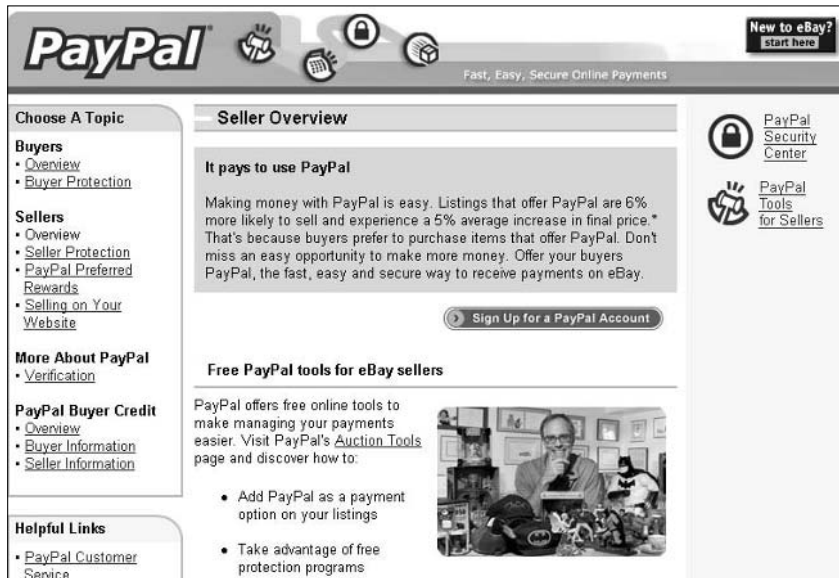 PayPal
New to eBay?
start here
Fast, Easy, Secure Online Payments
Choose A Topic
Buyers
• Overview
• Buyer Protection
Sellers
• Overview
• Seller Protection
• PayPal Preferred
Rewards
• Selling on Your
Website
More About PayPal
• Verification
PayPal Buyer Credit
• Overview
• Buyer Information
• Seller Information
Helpful Links
• PayPal Customer
Service
Seller Overview
It pays to use PayPal
Making money with PayPal is easy. Listings that offer PayPal are 6%
more likely to sell and experience a 5% average increase in final price.*
That's because buyers prefer to purchase items that offer PayPal. Don't
miss an easy opportunity to make more money. Offer your buyers
PayPal, the fast, easy and secure way to receive payments on eBay.
Sign Up for a PayPal Account
Free PayPal tools for eBay sellers
PayPal offers free online tools to
make managing your payments
easier. Visit PayPal's Auction Tools
page and discover how to:
• Add PayPal as a payment
option on your listings
• Take advantage of free
protection programs
PayPal
Security
Center
PayPal
Tools
for Sellers